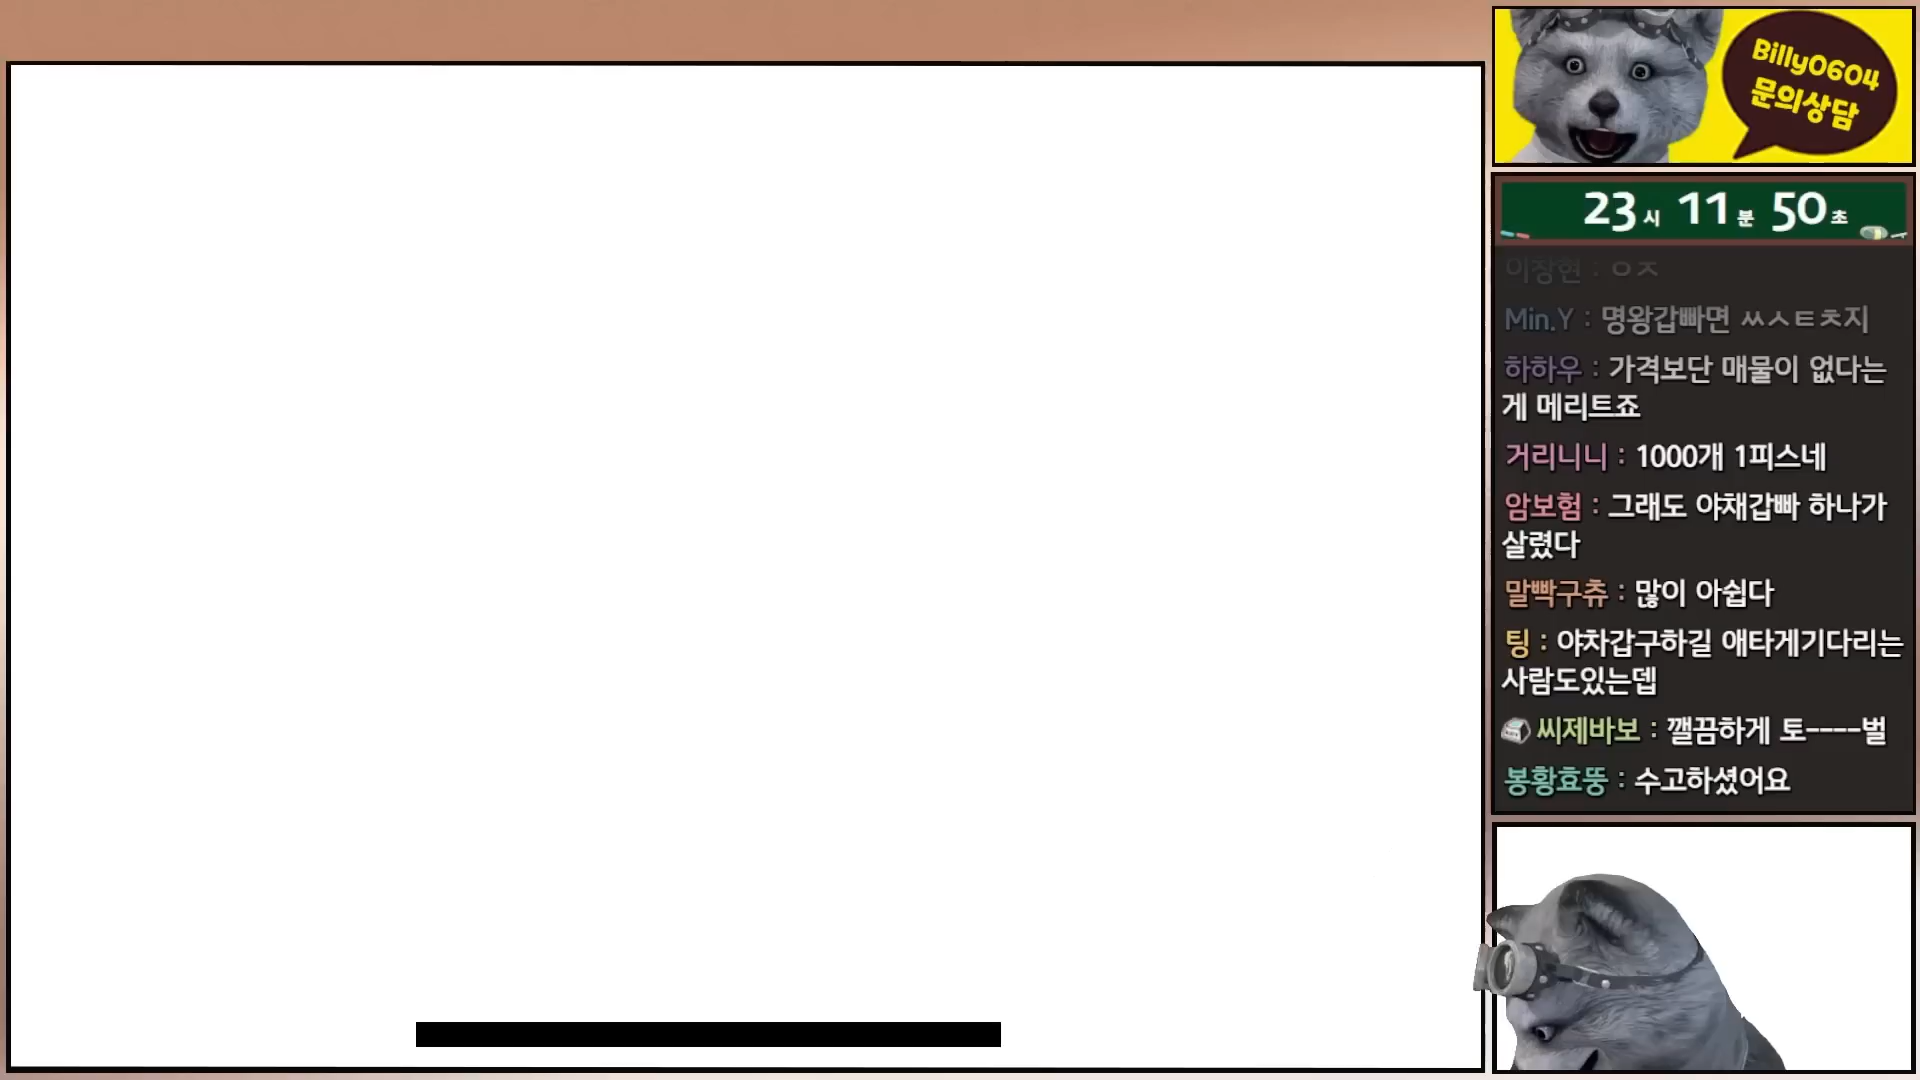 Billy0604
문의상담
23시 11분 50초
이창현 : ㅇㅈ
Min.Y : 명왕갑빠면 ㅆㅅㅌㅊ지
하하우 : 가격보단 매물이 없다는
게 메리트죠
거리니니 : 1000개 1피스네
암보험 : 그래도 야채갑빠 하나가
살렸다
말빡구츄 : 많이 아쉽다
팅 : 야차갑구하길 애타게기다리는
사람도있는뎁
씨제바보 : 깰끔하게 토----벌
봉황효뚱 : 수고하셨어요